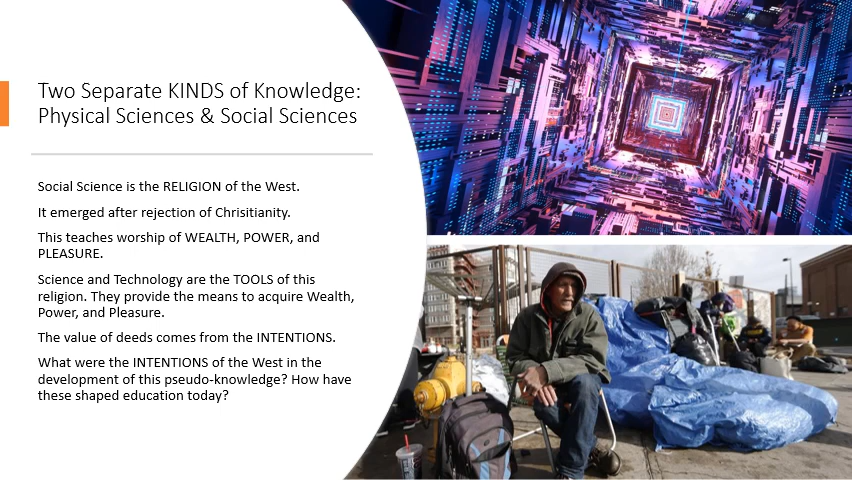 Two Separate KINDS of Knowledge:
Physical Sciences & Social Sciences
Social Science is the RELIGION of the West.
It emerged after rejection of Chrisitianity.
This teaches worship of WEALTH, POWER, and
PLEASURE.
Science and Technology are the TOOLS of this
religion. They provide the means to acquire Wealth,
Power, and Pleasure.
The value of deeds comes from the INTENTIONS.
What were the INTENTIONS of the West in the
development of this pseudo-knowledge? How have
these shaped education today?